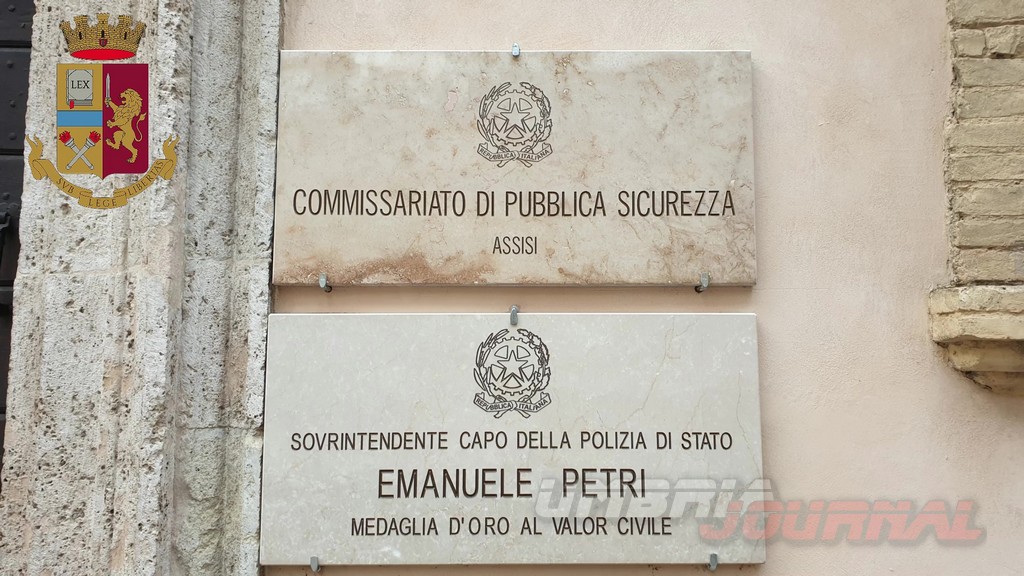 LEX
SVB LEGE LIBERTAS
REPUBBLICA ITALIANA
COMMISSARIATO DI PUBBLICA SICUREZZA
ASSISI
REPUBBLICA ITALIANA
SOVRINTENDENTE CAPO DELLA POLIZIA DI STATO
EMANUELE PETRI
MEDAGLIA D'ORO AL VALOR CIVILE
UMBRIA
JOURNAL